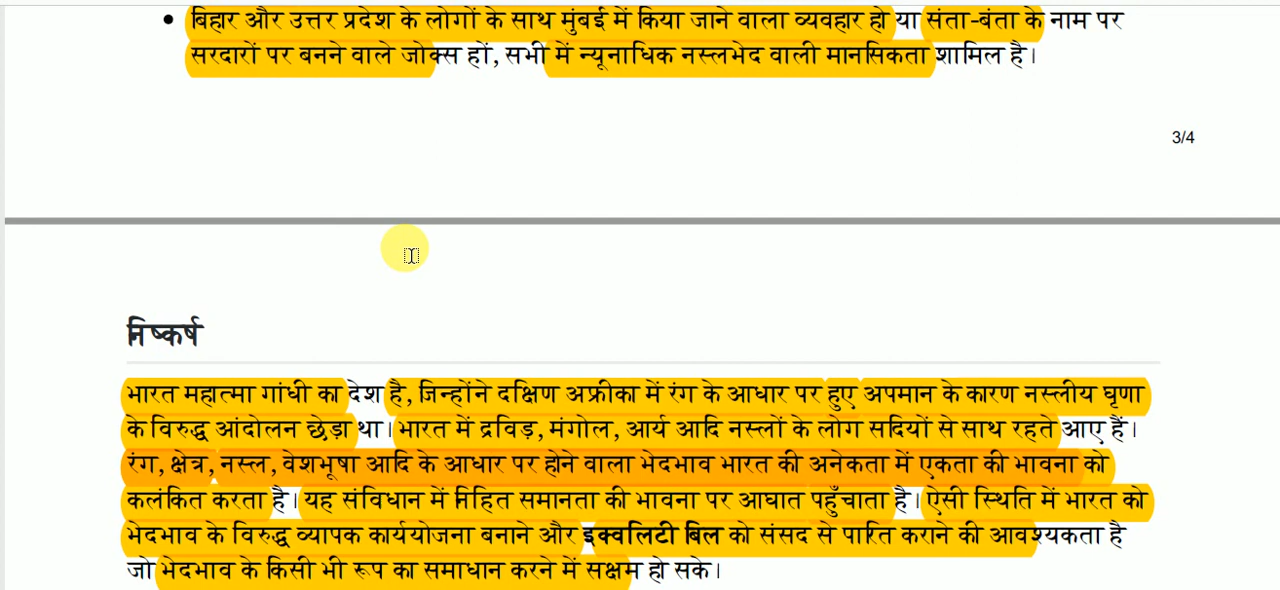 • बिहार और उत्तर प्रदेश के लोगों के साथ मुंबई में किया जाने वाला व्यवहार हो या संता-बंता के नाम पर
सरदारों पर बनने वाले जोक्स हों, सभी में न्यूनाधिक नस्लभेद वाली मानसिकता शामिल है।
3/4
निष्कर्ष
भारत महात्मा गांधी का देश है, जिन्होंने दक्षिण अफ्रीका में रंग के आधार पर हुए अपमान के कारण नस्लीय घृणा
के विरुद्ध आंदोलन छेड़ा था। भारत में द्रविड़, मंगोल, आर्य आदि नस्लों के लोग सदियों से साथ रहते आए हैं।
रंग, क्षेत्र, नस्ल, वेशभूषा आदि के आधार पर होने वाला भेदभाव भारत की अनेकता में एकता की भावना को
कलंकित करता है। यह संविधान में निहित समानता की भावना पर आघात पहुँचाता है। ऐसी स्थिति में भारत को
भेदभाव के विरुद्ध व्यापक कार्ययोजना बनाने और इक्वलिटी बिल को संसद से पारित कराने की आवश्यकता है
जो भेदभाव के किसी भी रूप का समाधान करने में सक्षम हो सके।